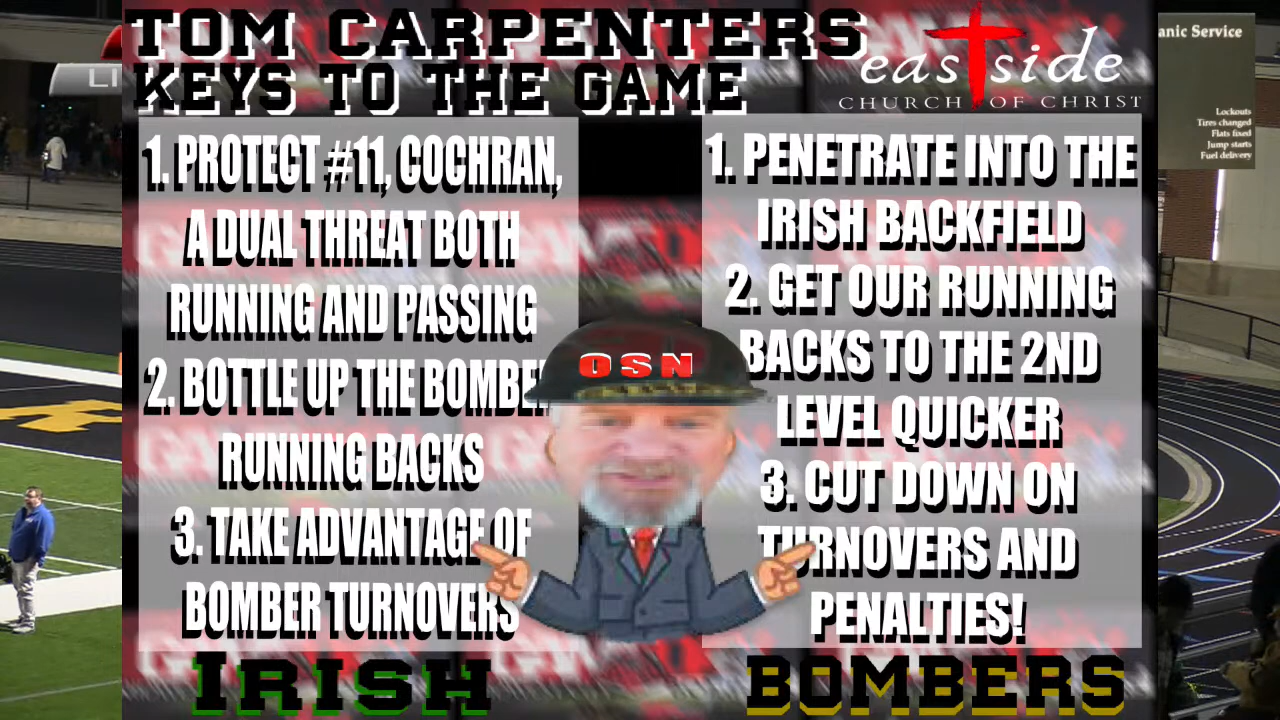 TOM CARPENTERS
KEYS TO THE GAME
eastside
CHURCH OF CHRIST
1. PROTECT #11, COCHRAN,
A DUAL THREAT BOTH
RUNNING AND PASSING
2. BOTTLE UP THE BOMBER
RUNNING BACKS
3. TAKE ADVANTAGE OF
BOMBER TURNOVERS
IRISH
OSN
1. PENETRATE INTO THE
IRISH BACKFIELD
2. GET OUR RUNNING
BACKS TO THE 2ND
LEVEL QUICKER
3. CUT DOWN ON
TURNOVERS AND
PENALTIES!
BOMBERS
anic Service
Lockouts
Tires changed
Flats fixed
Jump starts
Fuel delivery
LI